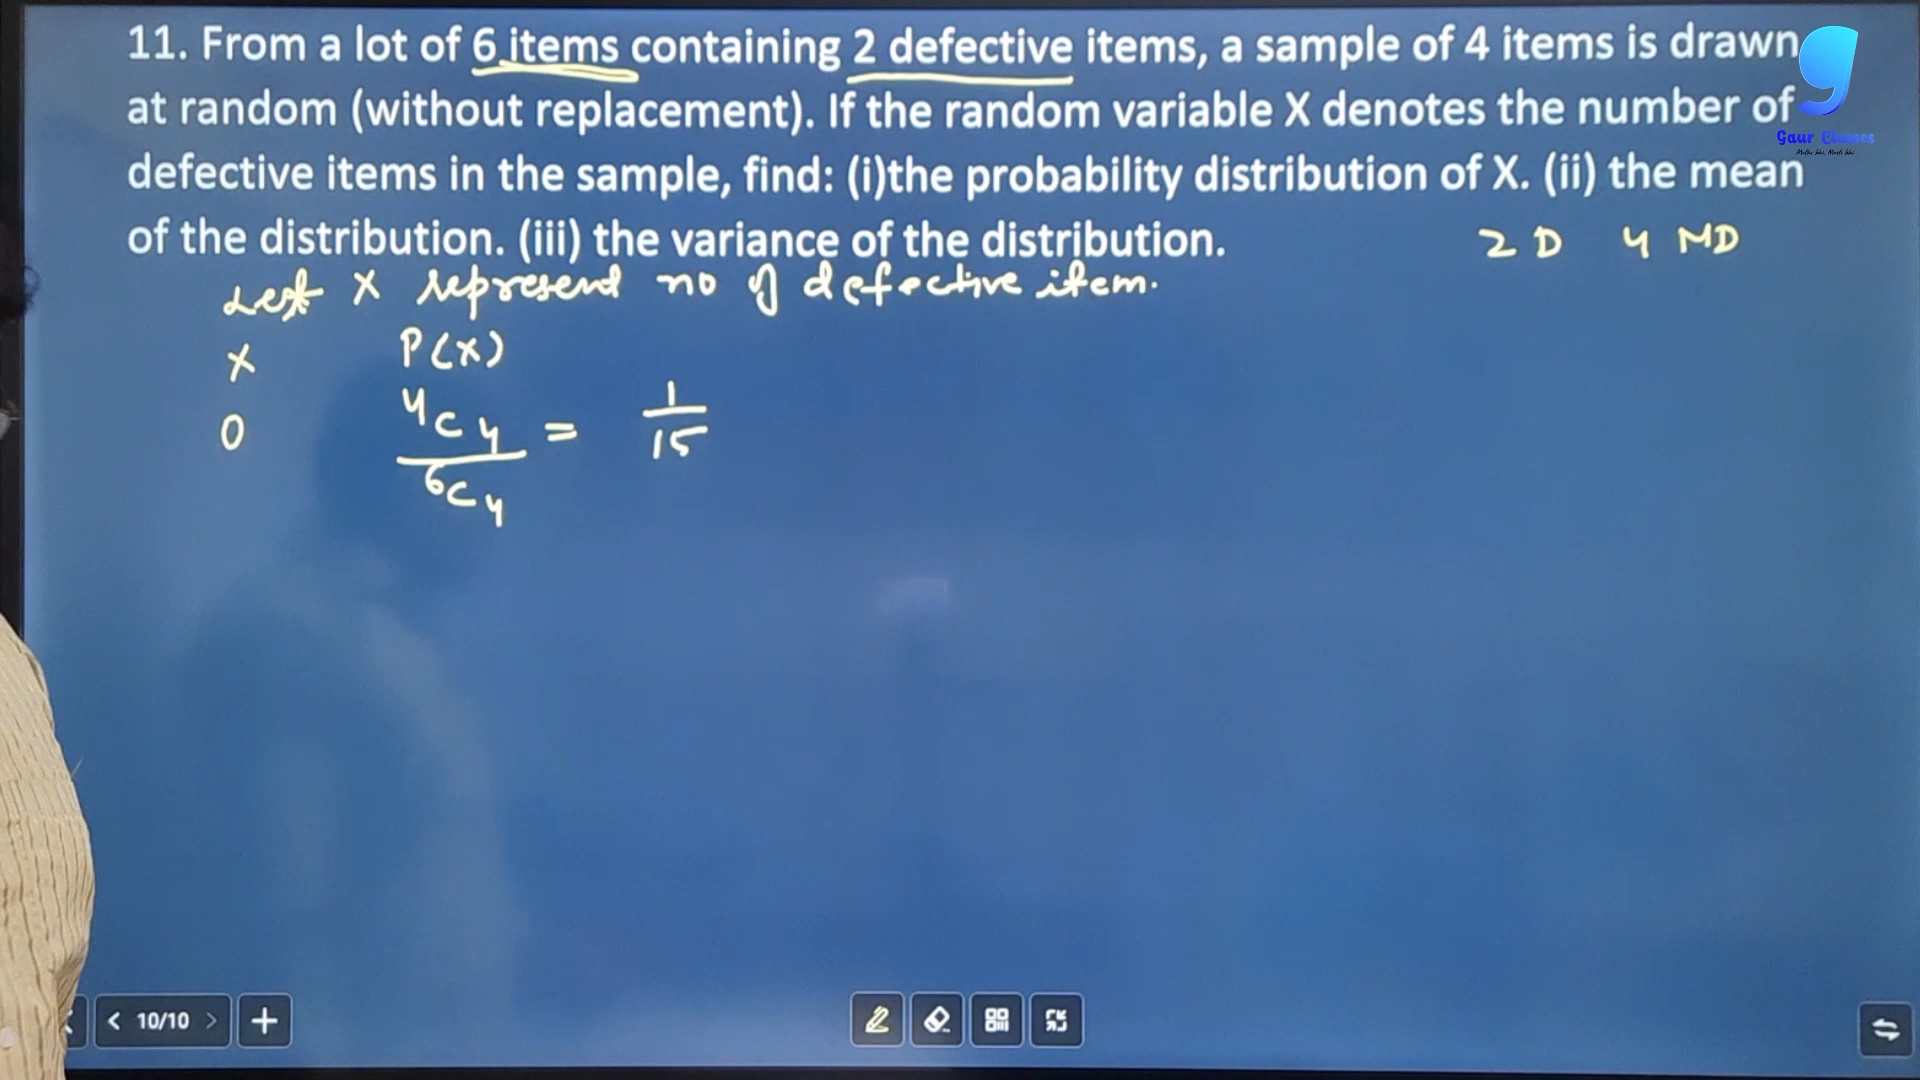 11. From a lot of 6 items containing 2 defective items, a sample of 4 items is drawn
at random (without replacement). If the random variable X denotes the number of
defective items in the sample, find: (i)the probability distribution of X. (ii) the mean
of the distribution. (iii) the variance of the distribution.
2 D 4 ND
Let X represent no of defective item.
X P(X)
0 4C4/6C4 = 1/15
Gaur Classes
10/10